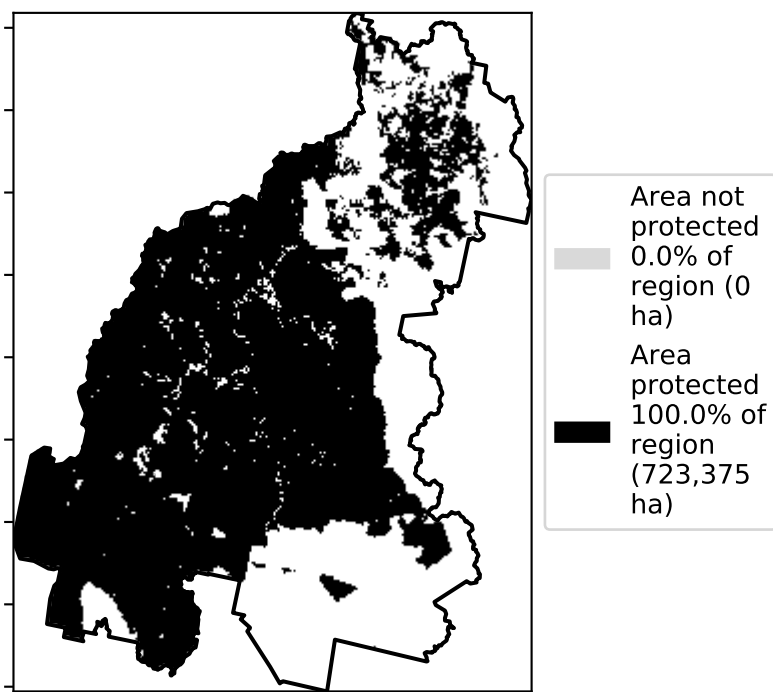 Area not
protected
0.0% of
region (0
ha)
Area
protected
100.0% of
region
(723,375
ha)